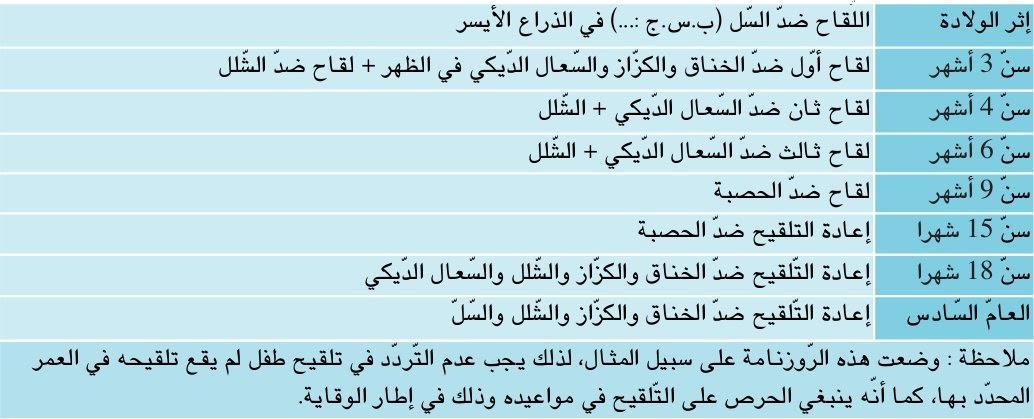 إثر الولادة اللّقاح ضدّ السّل (ب.س.ج :...) في الذراع الأيسر
سنّ 3 أشهر لقاح أوّل ضدّ الخناق والكزّاز والسّعال الدّيكي في الظهر + لقاح ضدّ الشّلل
سنّ 4 أشهر لقاح ثان ضدّ السّعال الدّيكي + الشّلل
سنّ 6 أشهر لقاح ثالث ضدّ السّعال الدّيكي + الشّلل
سنّ 9 أشهر لقاح ضدّ الحصبة
سنّ 15 شهرا إعادة التلقيح ضدّ الحصبة
سنّ 18 شهرا إعادة التّلقيح ضدّ الخناق والكزّاز والشّلل والسّعال الدّيكي
العامّ السّادس إعادة التّلقيح ضدّ الخناق والكزّاز والشّلل والسّلّ
ملاحظة : وضعت هذه الرّوزنامة على سبيل المثال، لذلك يجب عدم التّردّد في تلقيح طفل لم يقع تلقيحه في العمر
المحدّد بها، كما أنّه ينبغي الحرص على التّلقيح في مواعيده وذلك في إطار الوقاية.